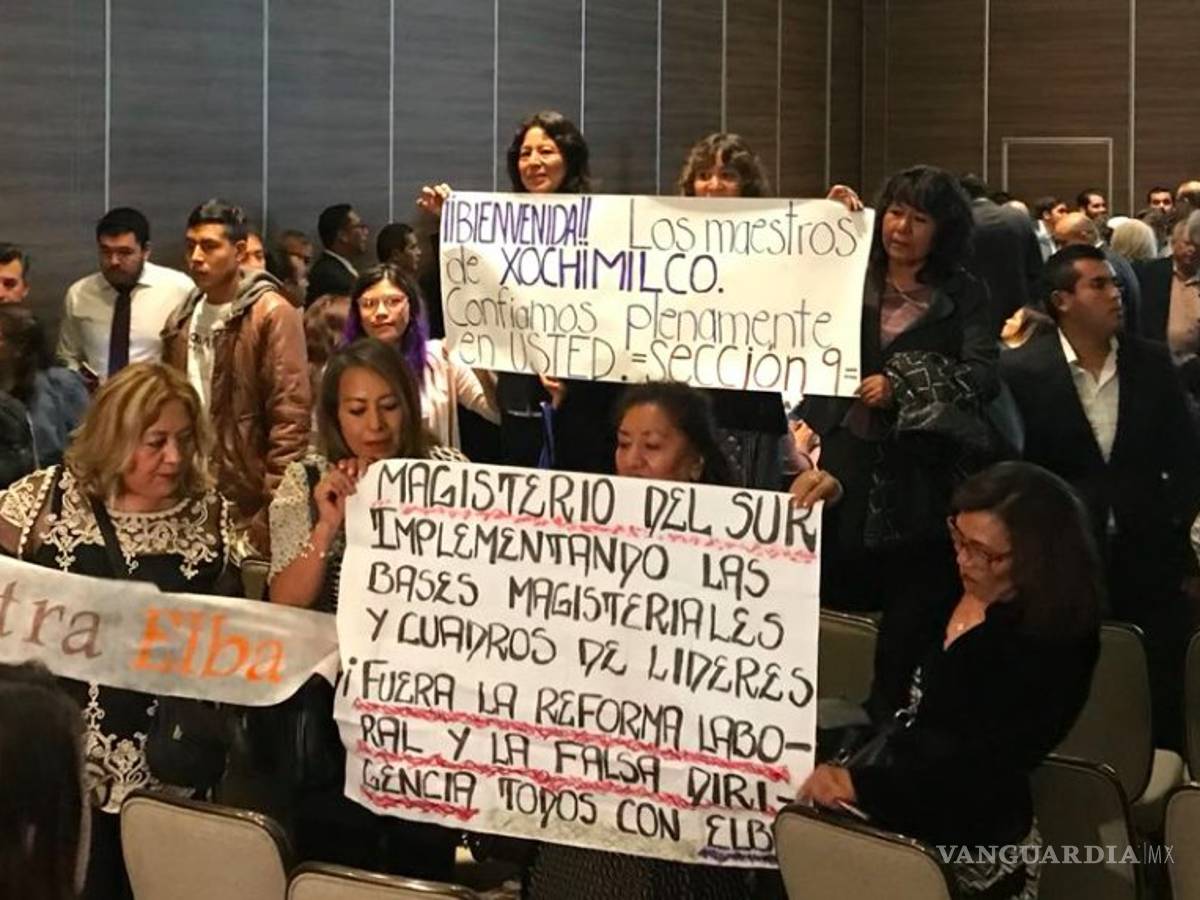 ¡¡BIENVENIDA!! Los maestros
de XOCHIMILCO.
Confiamos plenamente
en USTED. =sección 9=
MAGISTERIO DEL SUR
IMPLEMENTANDO LAS
BASES MAGISTERIALES
Y CUADROS DE LIDERES
¡FUERA LA REFORMA LABO-
RAL Y LA FALSA DIRI-
GENCIA TODOS CON ELB
tra Elba
VANGUARDIA|MX